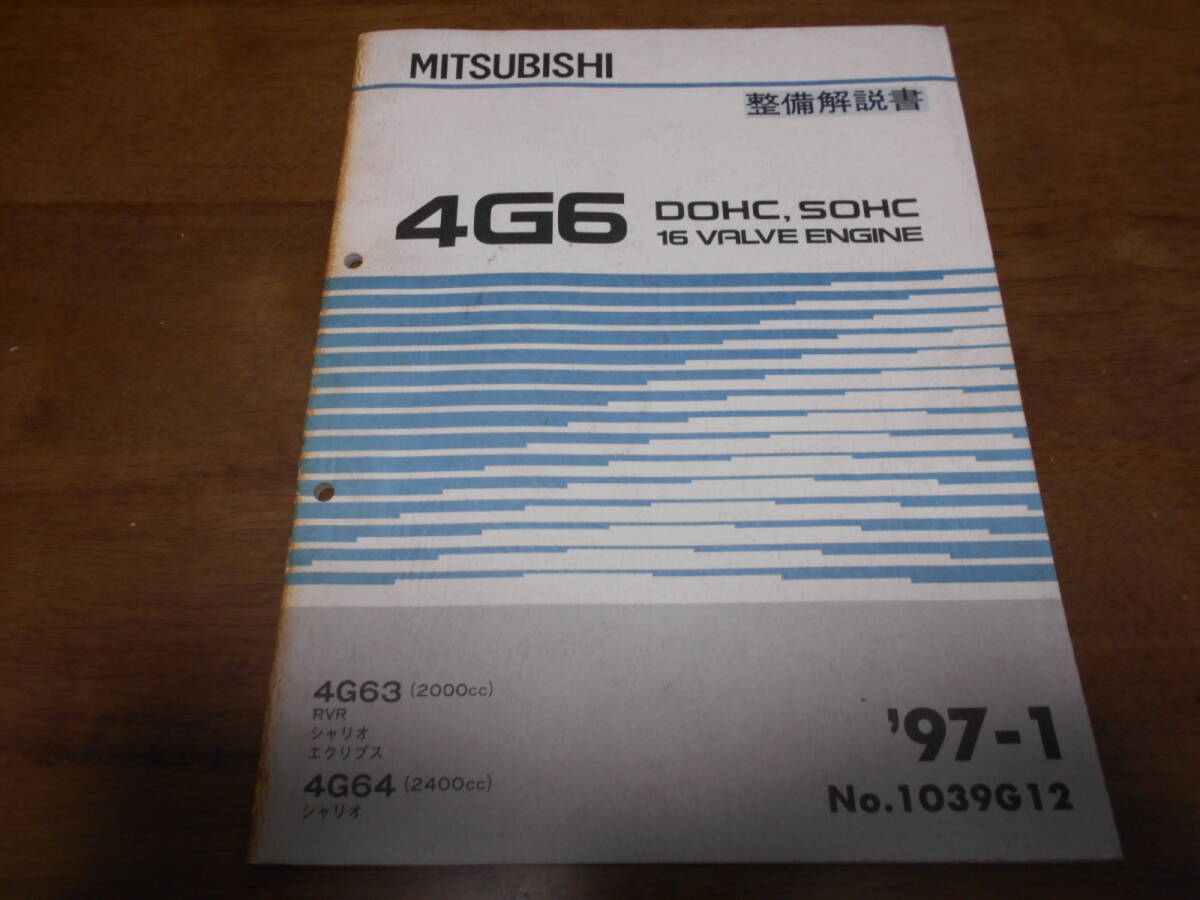 MITSUBISHI
整備解説書
4G6 DOHC, SOHC
16 VALVE ENGINE
4G63 (2000cc)
RVR
シャリオ
エクリプス
4G64 (2400cc)
シャリオ
'97-1
No.1039G12